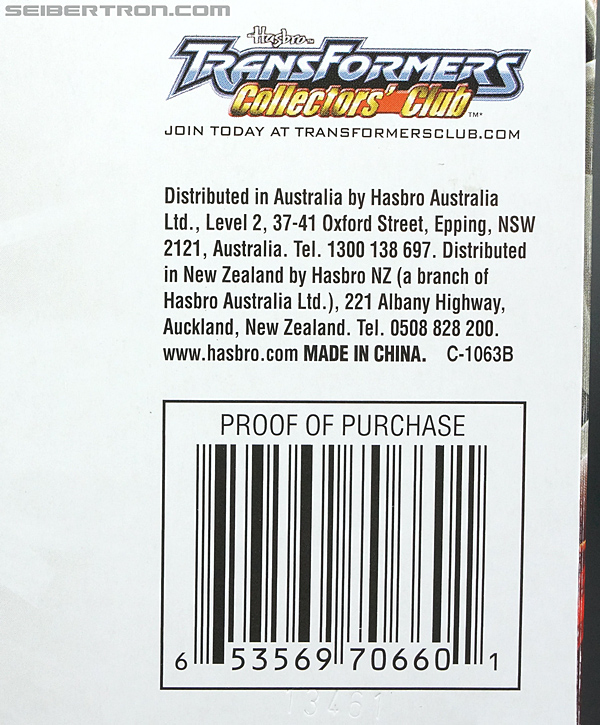 SEIBERTRON.COM
Hasbro™
TRANSFORMERS
Collectors' Club™*
JOIN TODAY AT TRANSFORMERSCLUB.COM
Distributed in Australia by Hasbro Australia
Ltd., Level 2, 37-41 Oxford Street, Epping, NSW
2121, Australia. Tel. 1300 138 697. Distributed
in New Zealand by Hasbro NZ (a branch of
Hasbro Australia Ltd.), 221 Albany Highway,
Auckland, New Zealand. Tel. 0508 828 200.
www.hasbro.com MADE IN CHINA. C-1063B
PROOF OF PURCHASE
6 53569 70660 1
13461